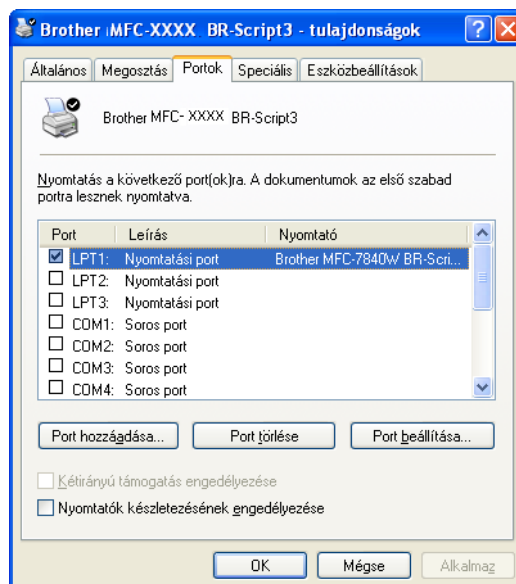 Brother MFC-XXXX BR-Script3 - tulajdonságok
Általános Megosztás Portok Speciális Eszközbeállítások
Brother MFC- XXXX BR-Script3
Nyomtatás a következő port(ok)ra. A dokumentumok az első szabad
portra lesznek nyomtatva.
Port Leírás Nyomtató
LPT1: Nyomtatási port Brother MFC-7840W BR-Scri...
LPT2: Nyomtatási port
LPT3: Nyomtatási port
COM1: Soros port
COM2: Soros port
COM3: Soros port
COM4: Soros port
Port hozzáadása... Port törlése Port beállítása...
Kétirányú támogatás engedélyezése
Nyomtatók készletezésének engedélyezése
OK Mégse Alkalmaz